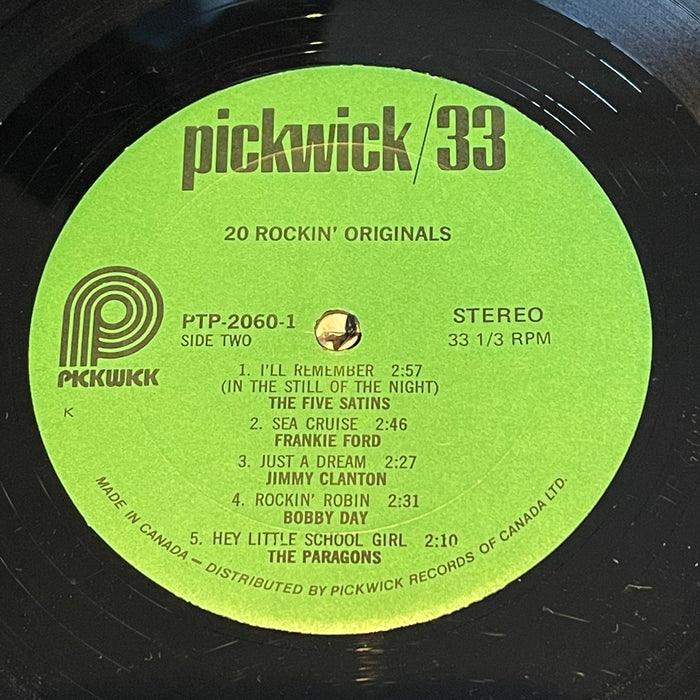 pickwick/33
20 ROCKIN' ORIGINALS
PICKWICK
K
PTP-2060-1
SIDE TWO
STEREO
33 1/3 RPM
1. I'LL REMEMBER 2:57
(IN THE STILL OF THE NIGHT)
THE FIVE SATINS
2. SEA CRUISE 2:46
FRANKIE FORD
3. JUST A DREAM 2:27
JIMMY CLANTON
4. ROCKIN' ROBIN 2:31
BOBBY DAY
5. HEY LITTLE SCHOOL GIRL 2:10
THE PARAGONS
MADE IN CANADA — DISTRIBUTED BY PICKWICK RECORDS OF CANADA LTD.